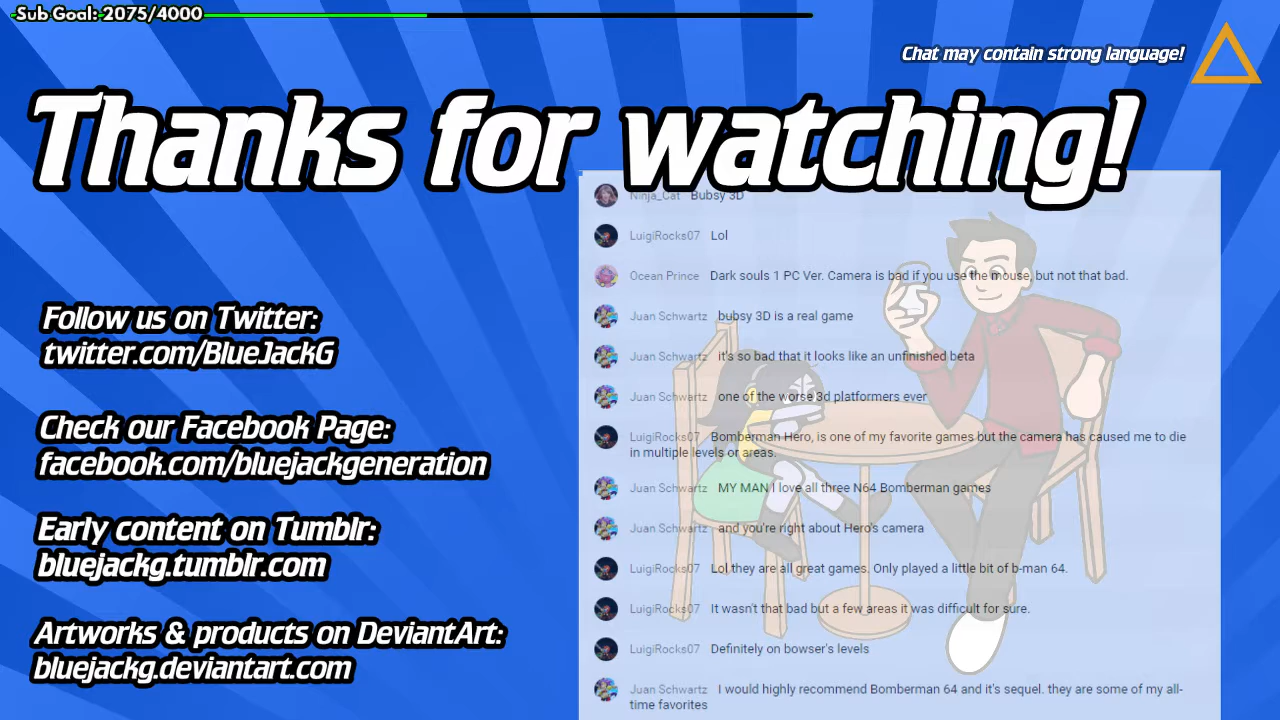 Sub Goal: 2075/4000
Chat may contain strong language!
Thanks for watching!
Follow us on Twitter:
twitter.com/BlueJackG
Check our Facebook Page:
facebook.com/bluejackgeneration
Early content on Tumblr:
bluejackg.tumblr.com
Artworks & products on DeviantArt:
bluejackg.deviantart.com
Ninja_Cat Bubsy 3D
LuigiRocks07 Lol
Ocean Prince Dark souls 1 PC Ver. Camera is bad if you use the mouse, but not that bad.
Juan Schwartz bubsy 3D is a real game
Juan Schwartz it's so bad that it looks like an unfinished beta
Juan Schwartz one of the worse 3d platformers ever
LuigiRocks07 Bomberman Hero, is one of my favorite games but the camera has caused me to die
in multiple levels or areas.
Juan Schwartz MY MAN I love all three N64 Bomberman games
Juan Schwartz and you're right about Hero's camera
LuigiRocks07 Lol they are all great games. Only played a little bit of b-man 64.
LuigiRocks07 It wasn't that bad but a few areas it was difficult for sure.
LuigiRocks07 Definitely on bowser's levels
Juan Schwartz I would highly recommend Bomberman 64 and it's sequel. they are some of my all-
time favorites